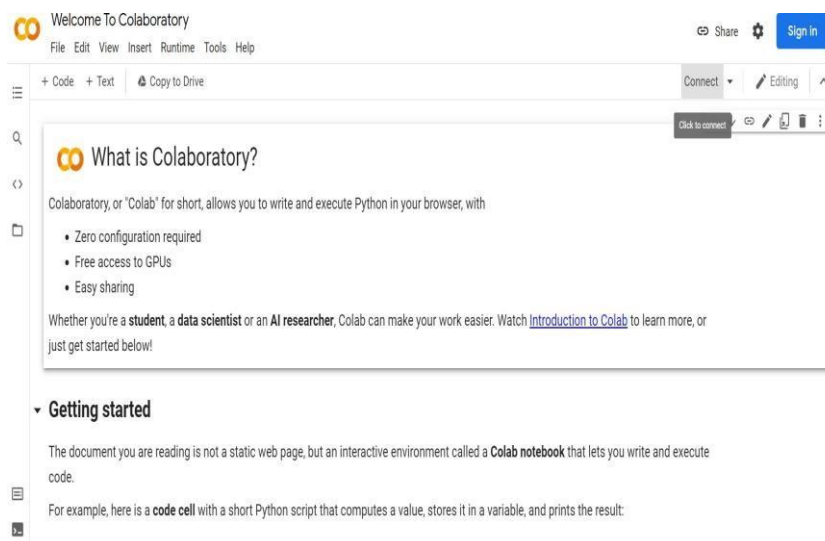 Welcome To Colaboratory
Share
Sign in
File Edit View Insert Runtime Tools Help
+ Code + Text Copy to Drive
Connect
Editing
Click to connect
What is Colaboratory?
Colaboratory, or "Colab" for short, allows you to write and execute Python in your browser, with
• Zero configuration required
• Free access to GPUs
• Easy sharing
Whether you're a student, a data scientist or an AI researcher, Colab can make your work easier. Watch Introduction to Colab to learn more, or
just get started below!
Getting started
The document you are reading is not a static web page, but an interactive environment called a Colab notebook that lets you write and execute
code.
For example, here is a code cell with a short Python script that computes a value, stores it in a variable, and prints the result: